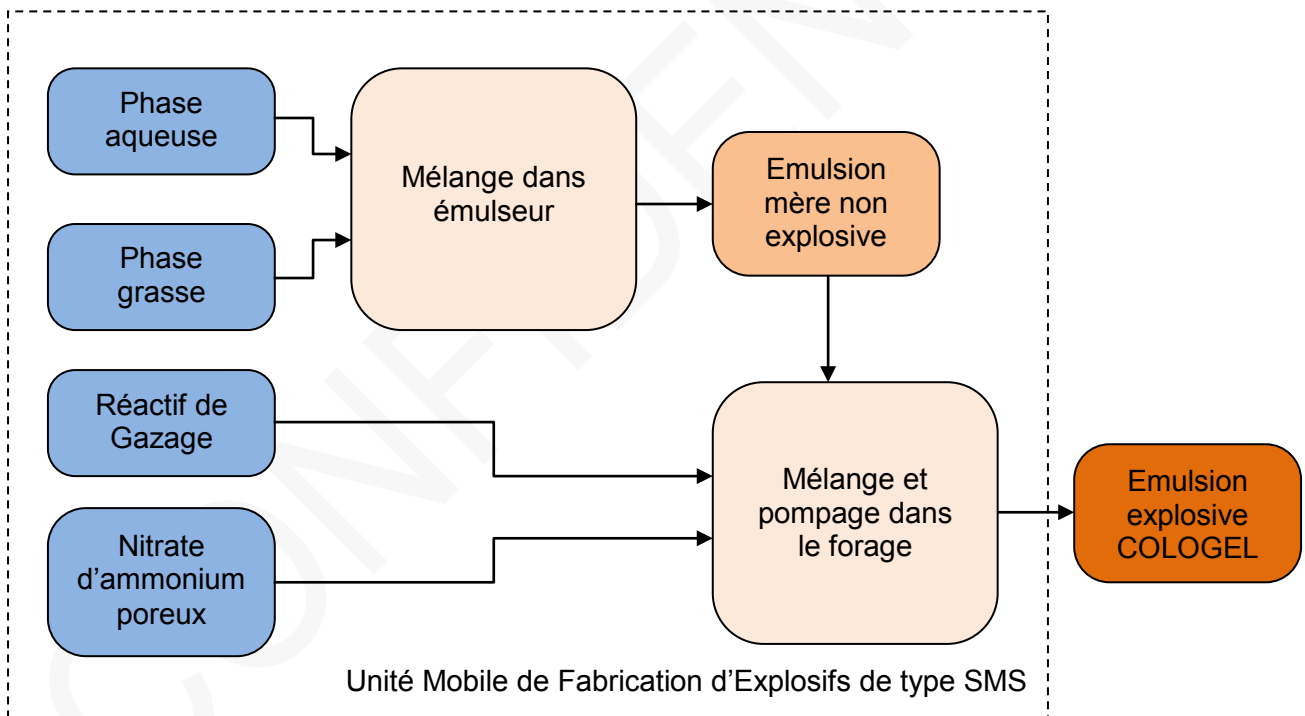 Phase
aqueuse
Phase
grasse
Mélange dans
émulseur
Emulsion
mère non
explosive
Réactif de
Gazage
Nitrate
d’ammonium
poreux
Mélange et
pompage dans
le forage
Emulsion
explosive
COLOGEL
Unité Mobile de Fabrication d’Explosifs de type SMS